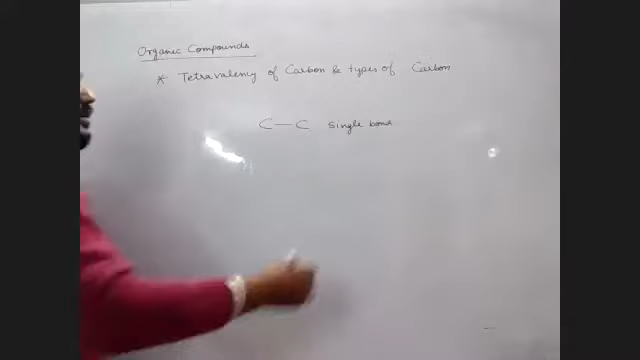 Organic Compounds
* Tetravalency of Carbon & types of Carbon
C — C single bond